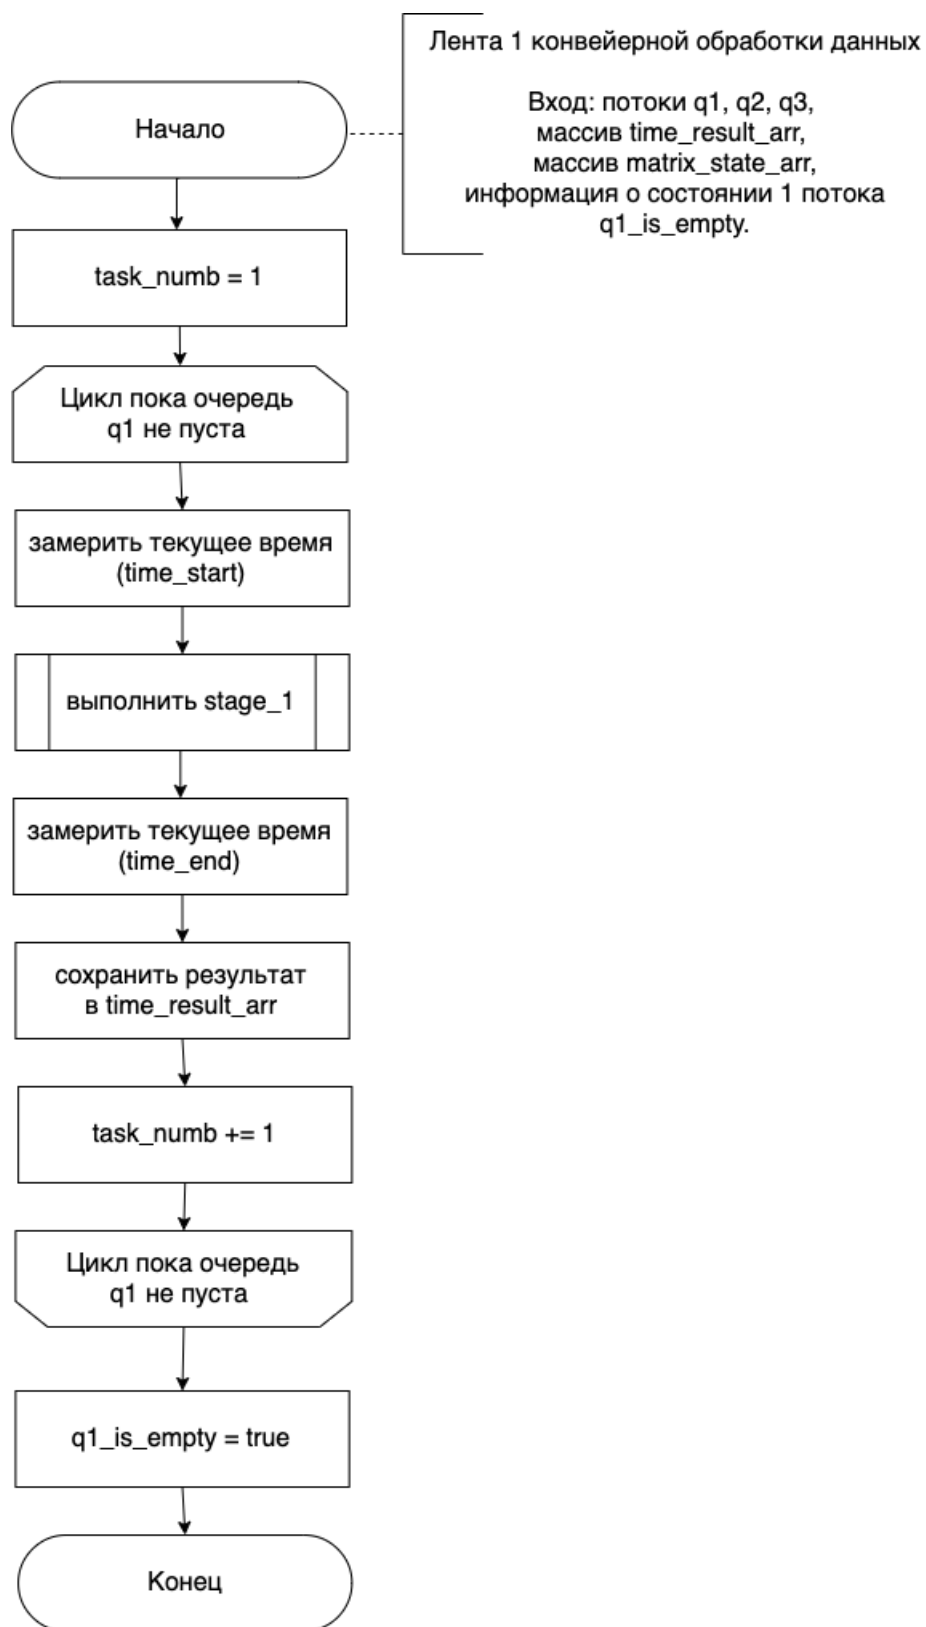 Лента 1 конвейерной обработки данных
Вход: потоки q1, q2, q3,
массив time_result_arr,
массив matrix_state_arr,
информация о состоянии 1 потока
q1_is_empty.
Начало
task_numb = 1
Цикл пока очередь
q1 не пуста
замерить текущее время
(time_start)
выполнить stage_1
замерить текущее время
(time_end)
сохранить результат
в time_result_arr
task_numb += 1
Цикл пока очередь
q1 не пуста
q1_is_empty = true
Конец